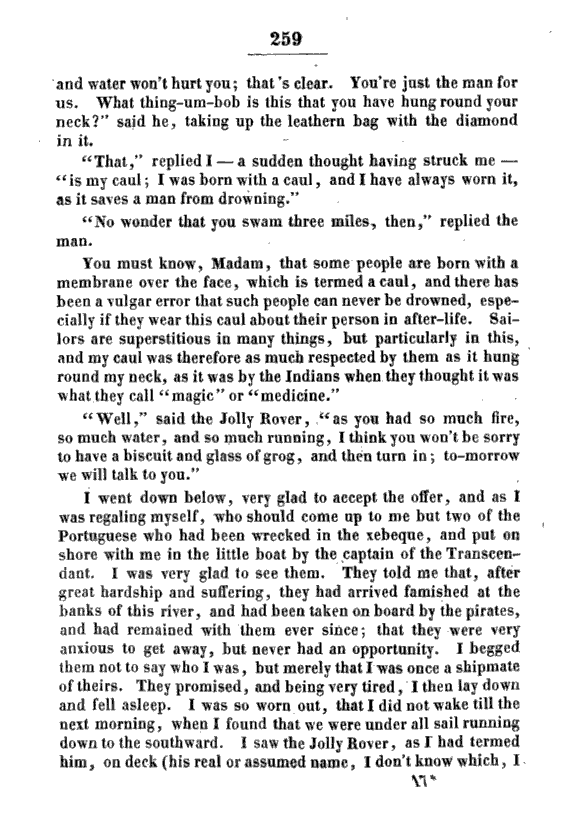 259
and water won't hurt you; that's clear. You're just the man for
us. What thing-um-bob is this that you have hung round your
neck?" said he, taking up the leathern bag with the diamond
in it.
"That," replied I — a sudden thought having struck me —
"is my caul; I was born with a caul, and I have always worn it,
as it saves a man from drowning."
"No wonder that you swam three miles, then," replied the
man.
You must know, Madam, that some people are born with a
membrane over the face, which is termed a caul, and there has
been a vulgar error that such people can never be drowned, espe-
cially if they wear this caul about their person in after-life. Sai-
lors are superstitious in many things, but particularly in this,
and my caul was therefore as much respected by them as it hung
round my neck, as it was by the Indians when they thought it was
what they call "magic" or "medicine."
"Well," said the Jolly Rover, "as you had so much fire,
so much water, and so much running, I think you won't be sorry
to have a biscuit and glass of grog, and then turn in; to-morrow
we will talk to you."
I went down below, very glad to accept the offer, and as I
was regaling myself, who should come up to me but two of the
Portuguese who had been wrecked in the xebeque, and put on
shore with me in the little boat by the captain of the Transcen-
dant. I was very glad to see them. They told me that, after
great hardship and suffering, they had arrived famished at the
banks of this river, and had been taken on board by the pirates,
and had remained with them ever since; that they were very
anxious to get away, but never had an opportunity. I begged
them not to say who I was, but merely that I was once a shipmate
of theirs. They promised, and being very tired, I then lay down
and fell asleep. I was so worn out, that I did not wake till the
next morning, when I found that we were under all sail running
down to the southward. I saw the Jolly Rover, as I had termed
him, on deck (his real or assumed name, I don't know which, I